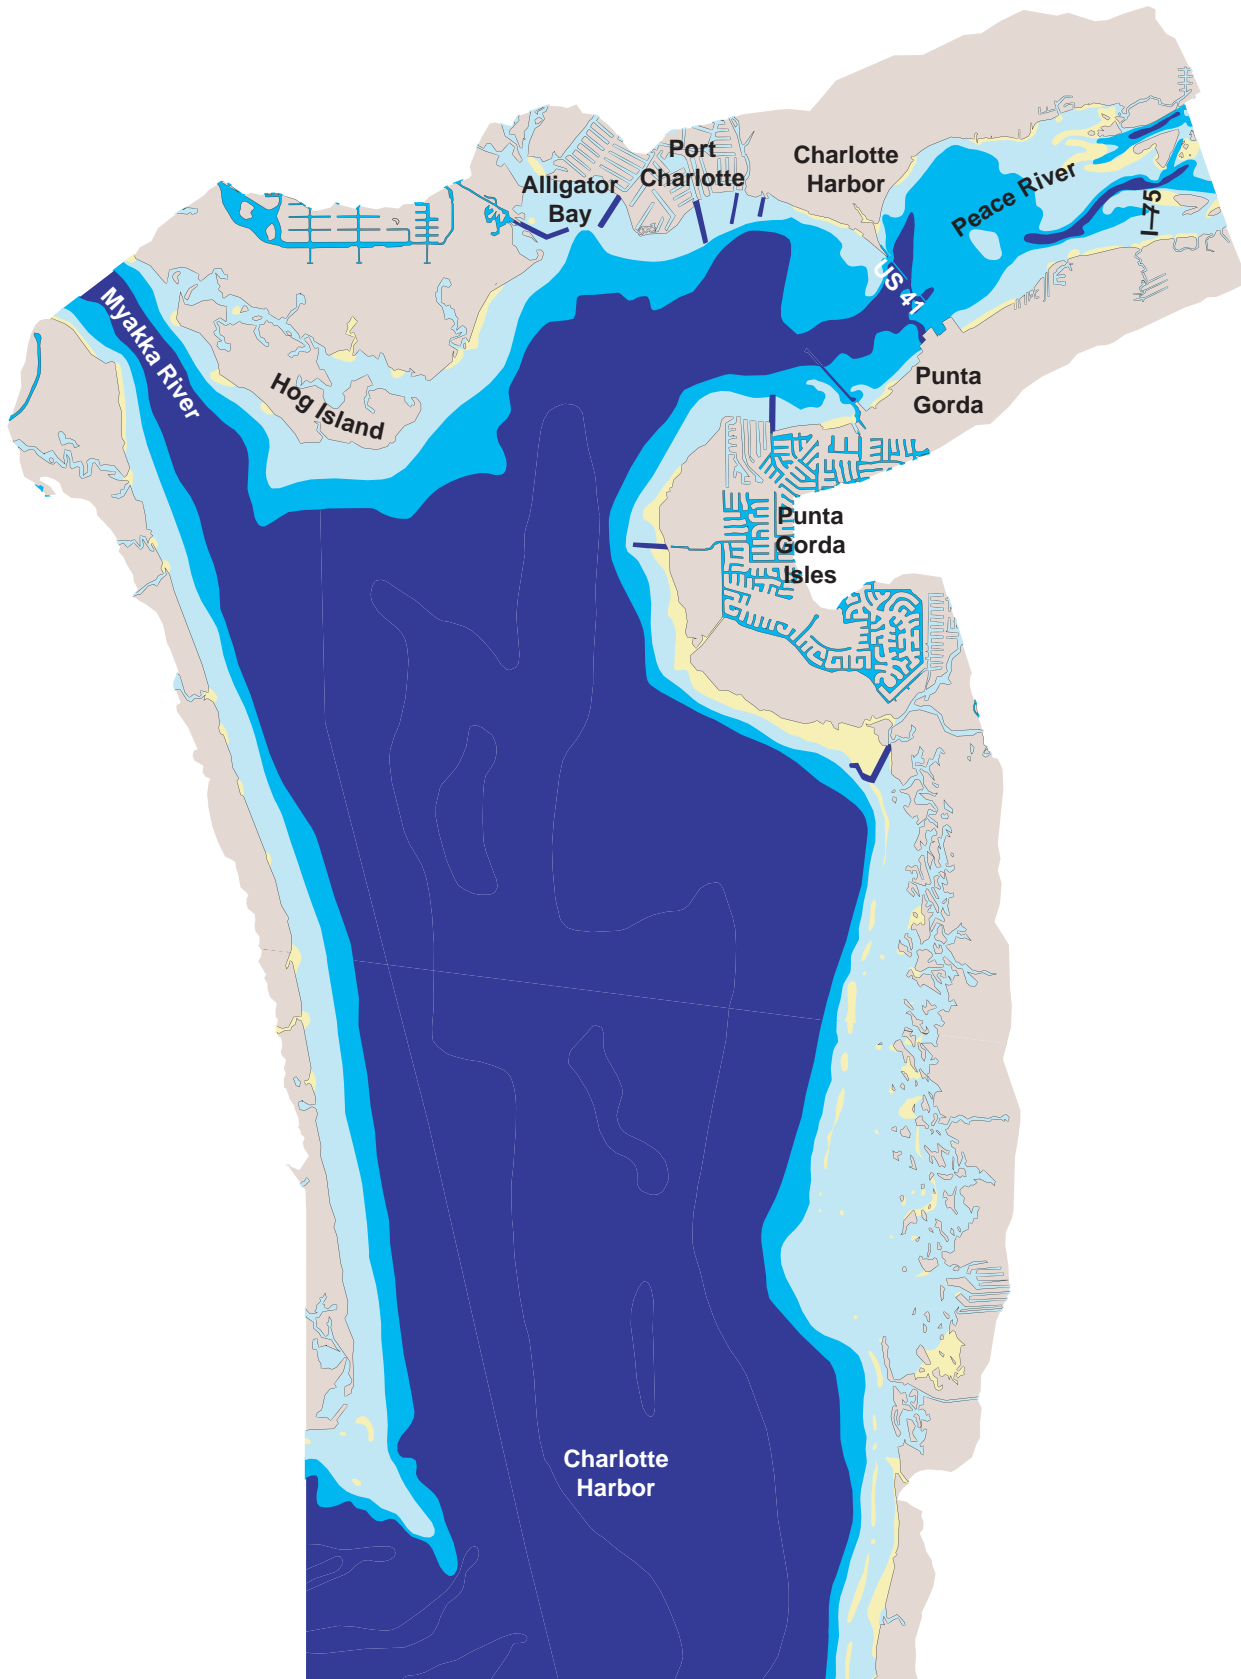 Port
Charlotte
Charlotte
Harbor
Alligator
Bay
Peace River
I-75
US 41
Myakka River
Hog Island
Punta
Gorda
Punta
Gorda
Isles
Charlotte
Harbor